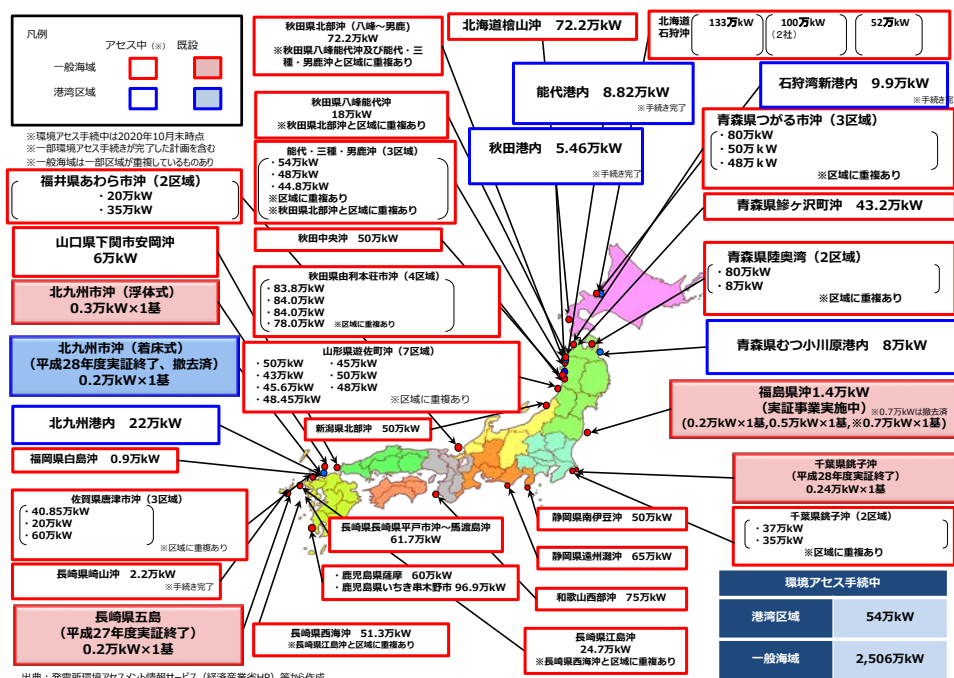 凡例
アセス中（※） 既設
一般海域
港湾区域
※環境アセス手続中は2020年10月末時点
※一部環境アセス手続きが完了した計画を含む
※一般海域は一部区域が重複しているものあり
福井県あわら市沖（2区域）
・20万kW
・35万kW
山口県下関市安岡沖
6万kW
北九州市沖（浮体式）
0.3万kW×1基
北九州市沖（着床式）
（平成28年度実証終了、撤去済）
0.2万kW×1基
北九州港内 22万kW
福岡県白島沖 0.9万kW
佐賀県唐津市沖（3区域）
・40.85万kW
・20万kW
・60万kW
※区域に重複あり
長崎県崎山沖 2.2万kW
※手続き完了
長崎県五島
（平成27年度実証終了）
0.2万kW×1基
秋田県北部沖（八峰～男鹿）
72.2万kW
※秋田県八峰能代沖及び能代・三種・男鹿沖と区域に重複あり
秋田県八峰能代沖
18万kW
※秋田県北部沖と区域に重複あり
能代・三種・男鹿沖（3区域）
・54万kW
・48万kW
・44.8万kW
※区域に重複あり
※秋田県北部沖と区域に重複あり
秋田中央沖 50万kW
秋田県由利本荘市沖（4区域）
・83.8万kW
・84.0万kW
・84.0万kW
・78.0万kW ※区域に重複あり
山形県遊佐町沖（7区域）
・50万kW ・45万kW
・43万kW ・50万kW
・45.6万kW ・48万kW
・48.45万kW ※区域に重複あり
新潟県北部沖 50万kW
北海道檜山沖 72.2万kW
能代港内 8.82万kW
※手続き完了
秋田港内 5.46万kW
※手続き完了
北海道石狩沖
133万kW
100万kW
（2社）
52万kW
石狩湾新港内 9.9万kW
※手続き完了
青森県つがる市沖（3区域）
・80万kW
・50万ｋW
・48万ｋW
※区域に重複あり
青森県鰺ヶ沢町沖 43.2万kW
青森県陸奥湾（2区域）
・80万kW
・8万kW
※区域に重複あり
青森県むつ小川原港内 8万kW
福島県沖1.4万kW
（実証事業実施中）※0.7万kWは撤去済
(0.2万kW×1基,0.5万kW×1基,※0.7万kW×1基)
千葉県銚子沖
（平成28年度実証終了）
0.24万kW×1基
千葉県銚子沖（2区域）
・37万kW
・35万kW
※区域に重複あり
静岡県南伊豆沖 50万kW
静岡県遠州灘沖 65万kW
和歌山西部沖 75万kW
長崎県長崎県平戸市沖～馬渡島沖
61.7万kW
・鹿児島県薩摩 60万kW
・鹿児島県いちき串木野市 96.9万kW
長崎県西海沖 51.3万kW
※長崎県江島沖と区域に重複あり
長崎県江島沖
24.7万kW
※長崎県西海沖と区域に重複あり
環境アセス手続中
港湾区域 54万kW
一般海域 2,506万kW
出典：発電所環境アセスメント情報サービス（経済産業省HP）等から作成